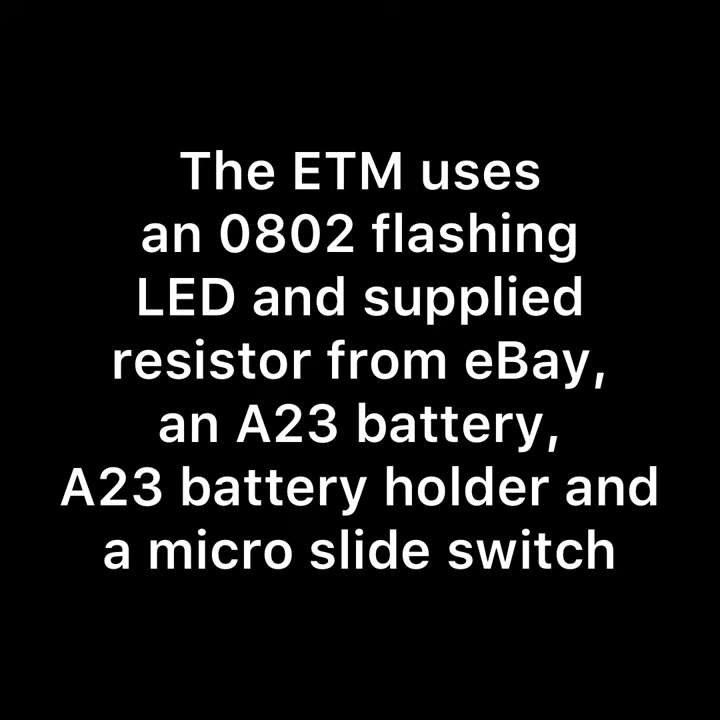 The ETM uses
an 0802 flashing
LED and supplied
resistor from eBay,
an A23 battery,
A23 battery holder and
a micro slide switch